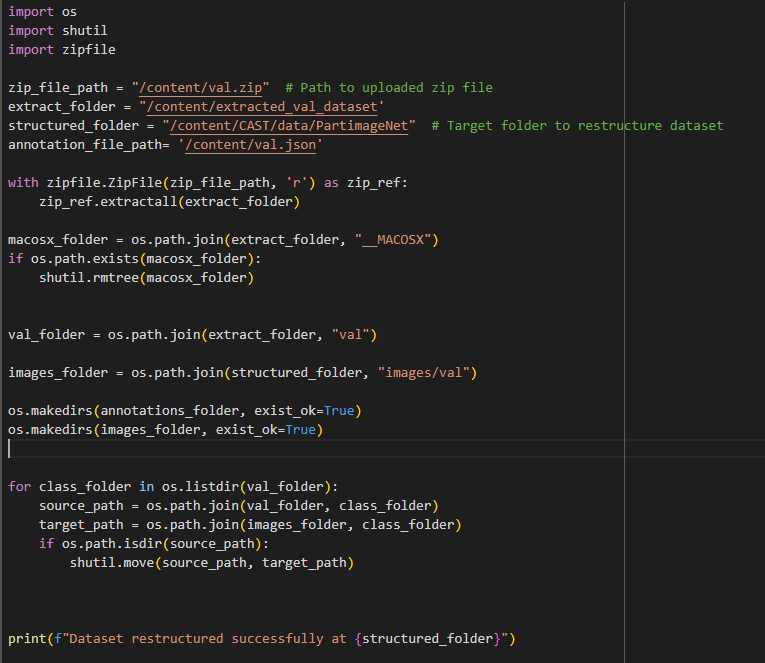 import os
import shutil
import zipfile
zip_file_path = "/content/val.zip"  # Path to uploaded zip file
extract_folder = "/content/extracted_val_dataset'
structured_folder = "/content/CAST/data/PartimageNet"  # Target folder to restructure dataset
annotation_file_path= '/content/val.json'
with zipfile.ZipFile(zip_file_path, 'r') as zip_ref:
    zip_ref.extractall(extract_folder)
macosx_folder = os.path.join(extract_folder, "__MACOSX")
if os.path.exists(macosx_folder):
    shutil.rmtree(macosx_folder)
val_folder = os.path.join(extract_folder, "val")
images_folder = os.path.join(structured_folder, "images/val")
os.makedirs(annotations_folder, exist_ok=True)
os.makedirs(images_folder, exist_ok=True)
for class_folder in os.listdir(val_folder):
    source_path = os.path.join(val_folder, class_folder)
    target_path = os.path.join(images_folder, class_folder)
    if os.path.isdir(source_path):
        shutil.move(source_path, target_path)
print(f"Dataset restructured successfully at {structured_folder}")